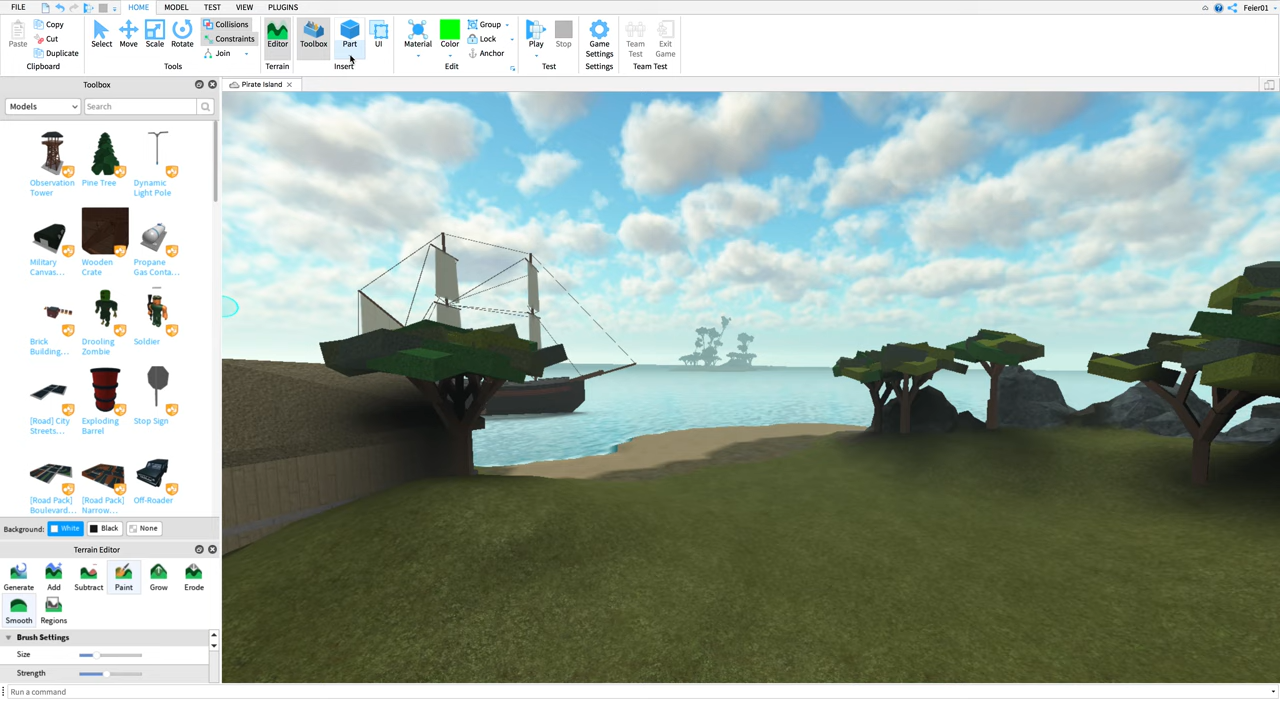 FILE HOME MODEL TEST VIEW PLUGINS Feier01
Paste Copy Cut Duplicate
Clipboard
Select Move Scale Rotate Collisions Constraints Join
Tools
Editor
Terrain
Toolbox Part UI
Insert
Material Color Group Lock Anchor
Edit
Play Stop
Test
Game Settings
Settings
Team Test Exit Game
Team Test
Toolbox
Pirate Island
Models Search
Observation Tower
Pine Tree
Dynamic Light Pole
Military Canvas...
Wooden Crate
Propane Gas Conta...
Brick Building...
Drooling Zombie
Soldier
[Road] City Streets...
Exploding Barrel
Stop Sign
[Road Pack] Boulevard...
[Road Pack] Narrow...
Off-Roader
Background: White Black None
Terrain Editor
Generate Add Subtract Paint Grow Erode
Smooth Regions
Brush Settings
Size
Strength
Run a command